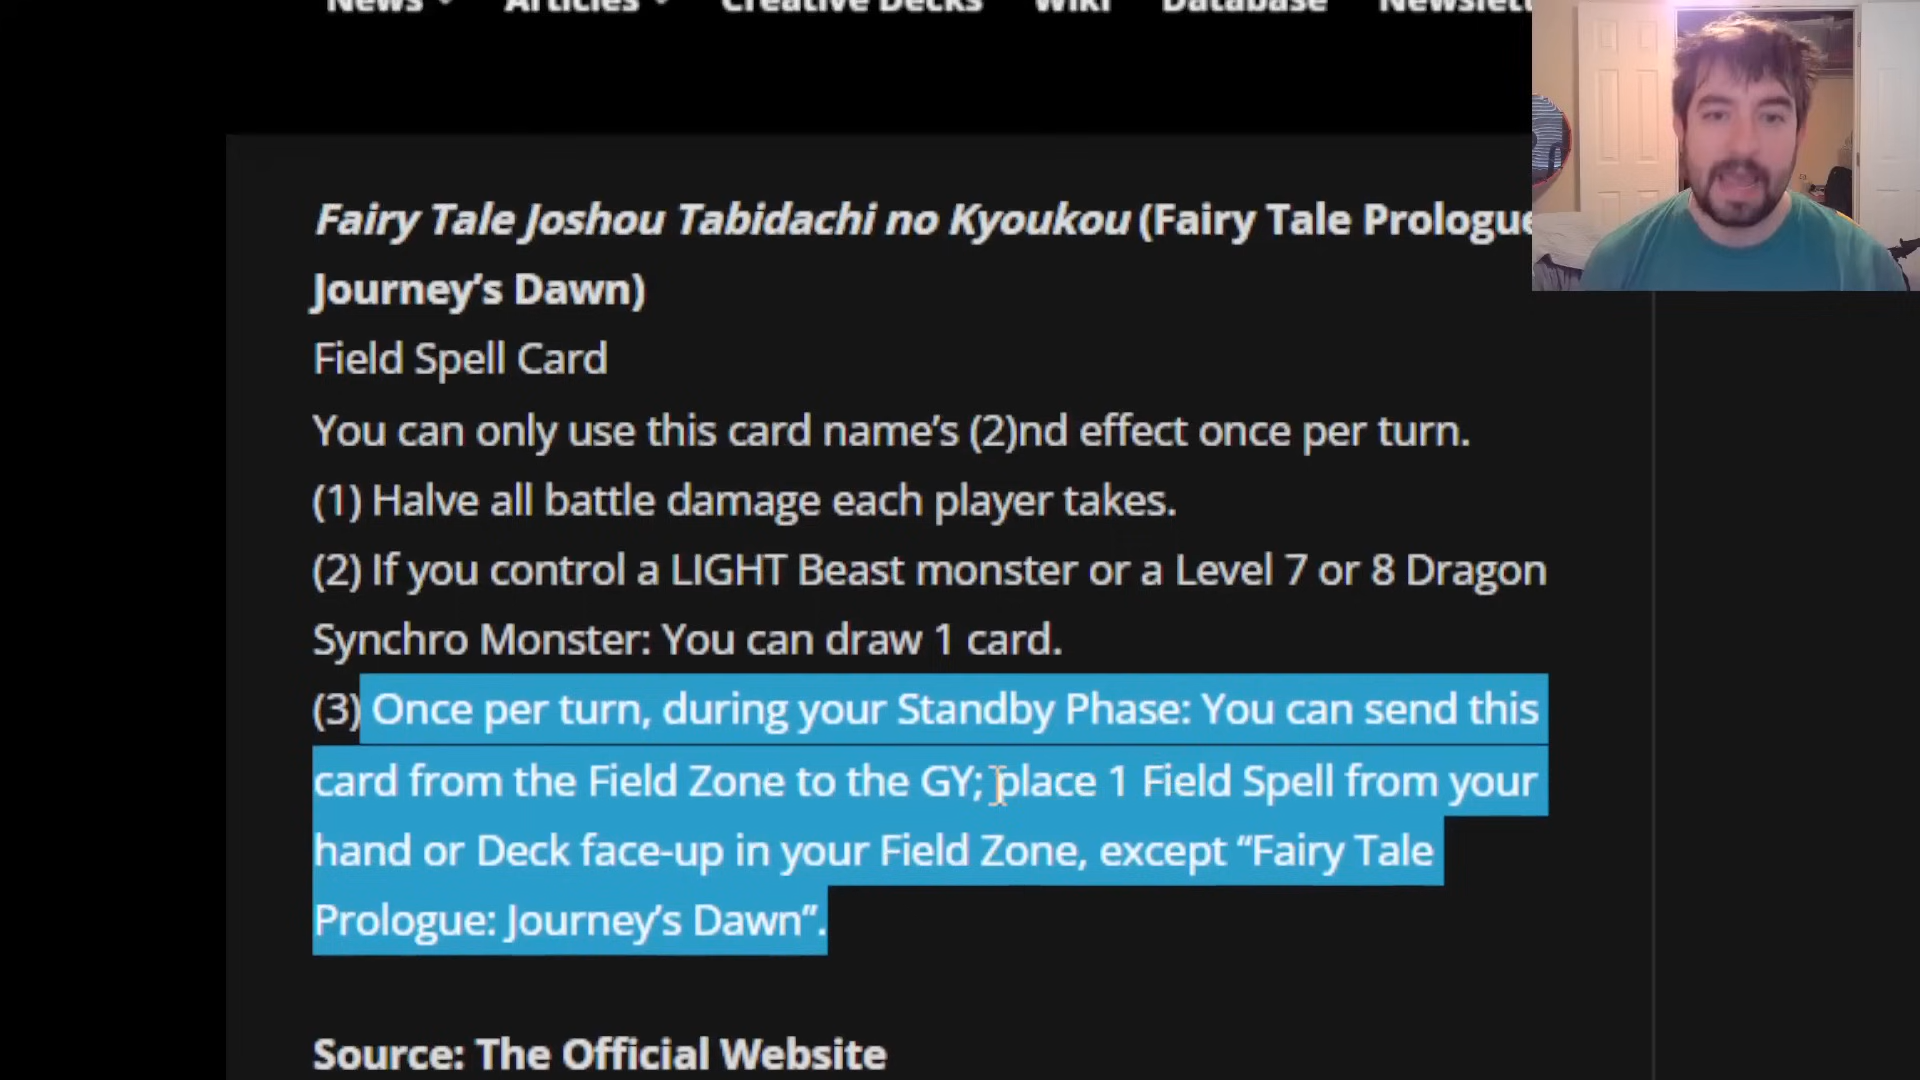 News Articles Creative Decks Wiki Database
Fairy Tale Joshou Tabidachi no Kyoukou (Fairy Tale Prologue
Journey’s Dawn)
Field Spell Card
You can only use this card name’s (2)nd effect once per turn.
(1) Halve all battle damage each player takes.
(2) If you control a LIGHT Beast monster or a Level 7 or 8 Dragon
Synchro Monster: You can draw 1 card.
(3) Once per turn, during your Standby Phase: You can send this
card from the Field Zone to the GY; place 1 Field Spell from your
hand or Deck face-up in your Field Zone, except “Fairy Tale
Prologue: Journey’s Dawn”.
Source: The Official Website